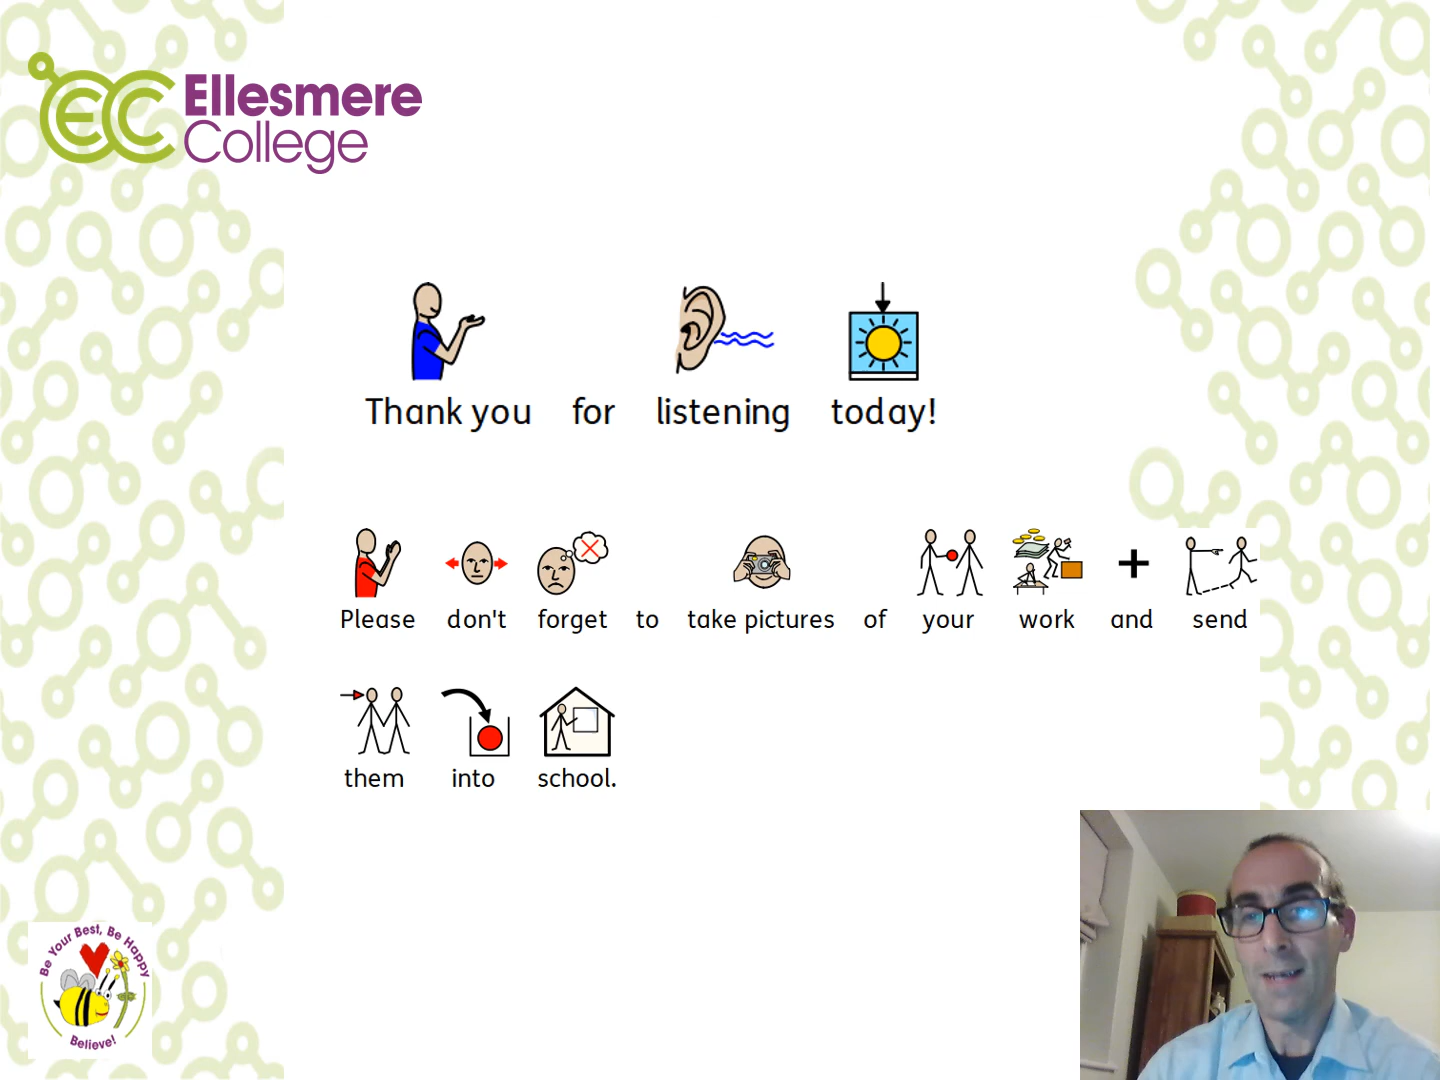 EC Ellesmere
College
Thank you for listening today!
Please don't forget to take pictures of your work and send
them into school.
Be Your Best, Be Happy
Believe!